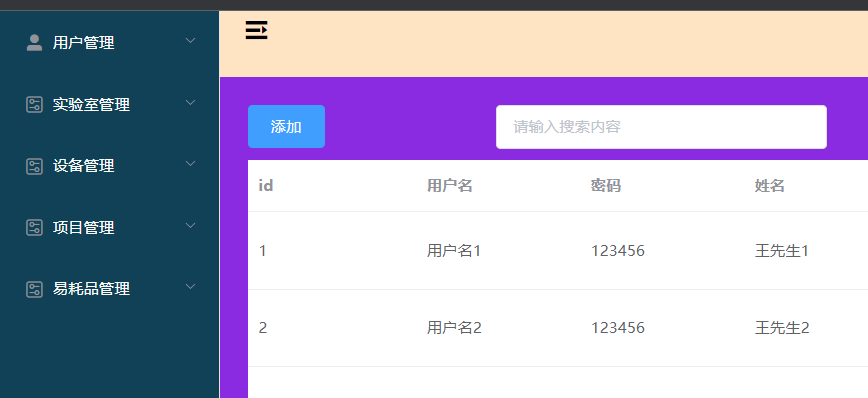 用户管理
实验室管理
设备管理
项目管理
易耗品管理
添加
请输入搜索内容
id 用户名 密码 姓名
1 用户名1 123456 王先生1
2 用户名2 123456 王先生2